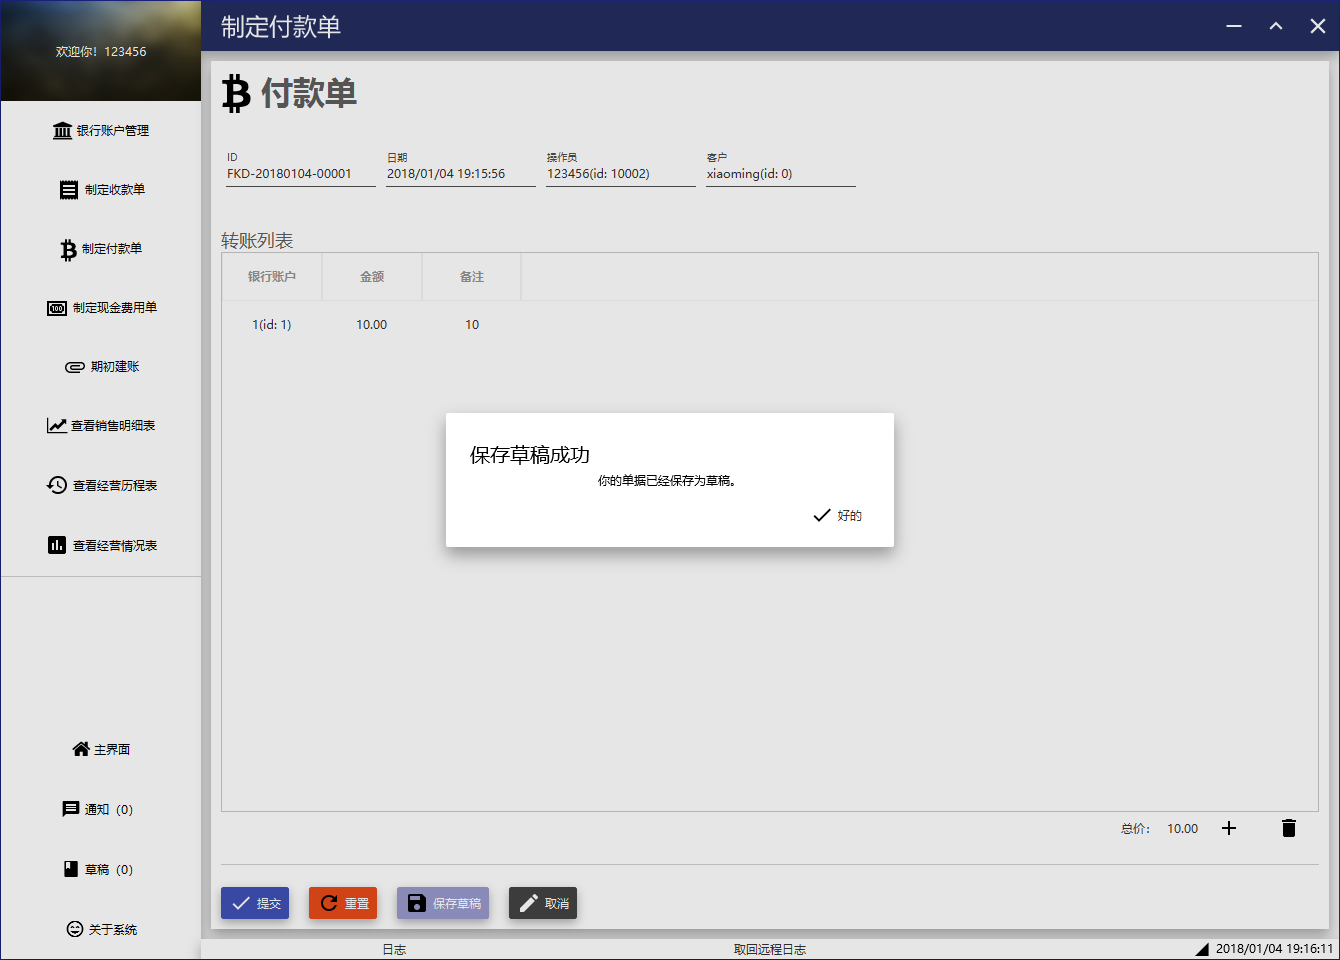 欢迎你！123456
制定付款单
银行账户管理
制定收款单
制定付款单
制定现金费用单
期初建账
查看销售明细表
查看经营历程表
查看经营情况表
主界面
通知（0）
草稿（0）
关于系统
付款单
ID 日期 操作员 客户
FKD-20180104-00001 2018/01/04 19:15:56 123456(id: 10002) xiaoming(id: 0)
转账列表
银行账户 金额 备注
1(id: 1) 10.00 10
保存草稿成功
你的单据已经保存为草稿。
好的
总价： 10.00
提交 重置 保存草稿 取消
日志 取回远程日志 2018/01/04 19:16:11